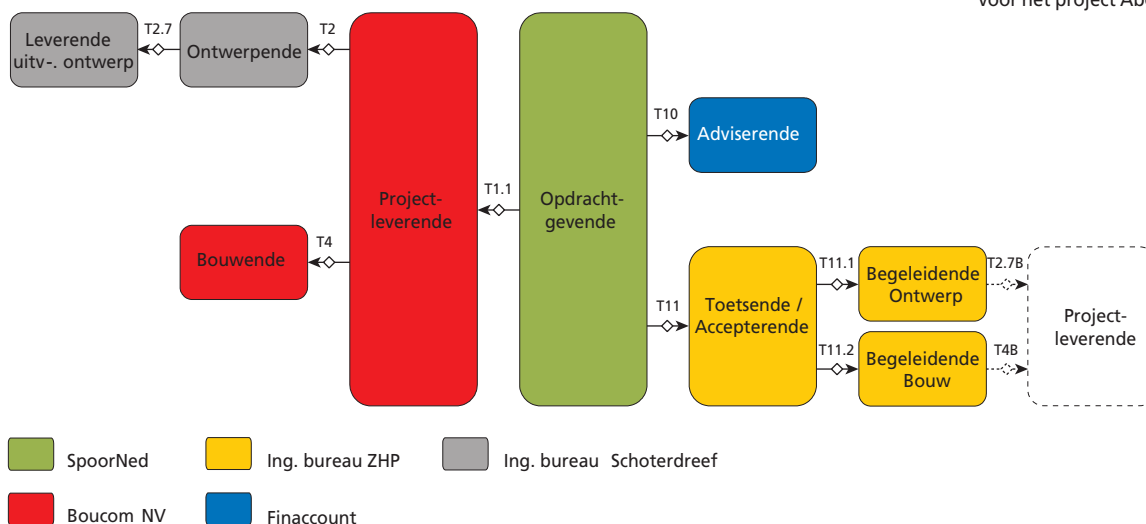 voor het project Ab
Leverende
uitv-. ontwerp
T2.7
Ontwerpende
T2
Project-
leverende
T4
Bouwende
T1.1
Opdracht-
gevende
T10
Adviserende
T11
Toetsende /
Accepterende
T11.1
Begeleidende
Ontwerp
T2.7B
T11.2
Begeleidende
Bouw
T4B
Project-
leverende
SpoorNed
Ing. bureau ZHP
Ing. bureau Schoterdreef
Boucom NV
Finaccount